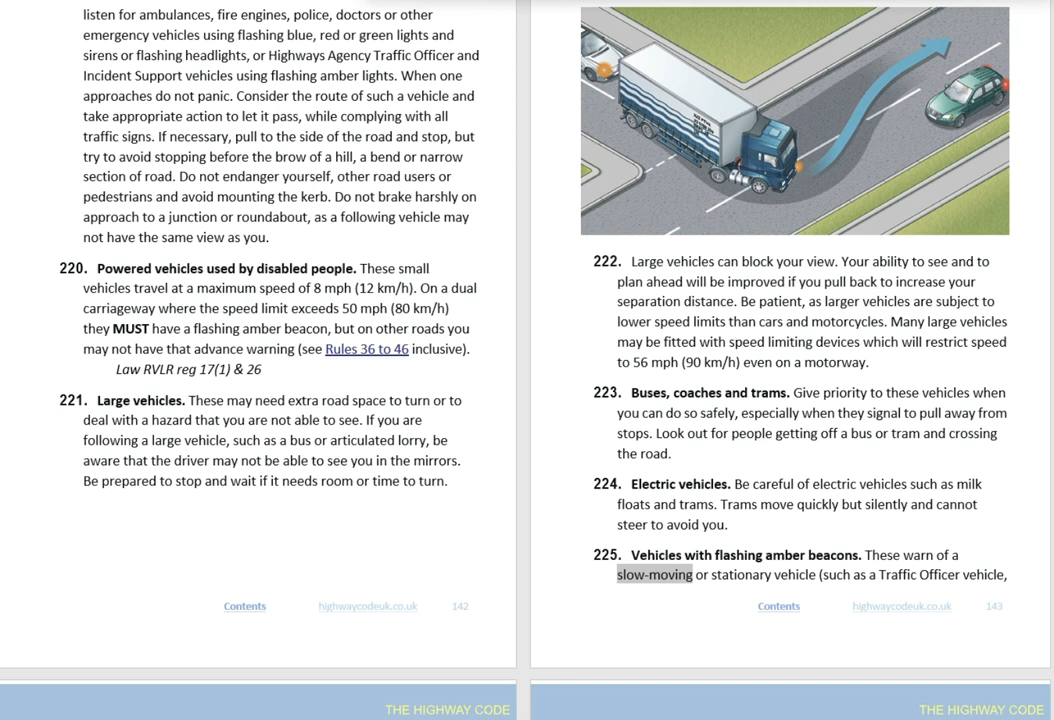 listen for ambulances, fire engines, police, doctors or other
emergency vehicles using flashing blue, red or green lights and
sirens or flashing headlights, or Highways Agency Traffic Officer and
Incident Support vehicles using flashing amber lights. When one
approaches do not panic. Consider the route of such a vehicle and
take appropriate action to let it pass, while complying with all
traffic signs. If necessary, pull to the side of the road and stop, but
try to avoid stopping before the brow of a hill, a bend or narrow
section of road. Do not endanger yourself, other road users or
pedestrians and avoid mounting the kerb. Do not brake harshly on
approach to a junction or roundabout, as a following vehicle may
not have the same view as you.
220. Powered vehicles used by disabled people. These small
vehicles travel at a maximum speed of 8 mph (12 km/h). On a dual
carriageway where the speed limit exceeds 50 mph (80 km/h)
they MUST have a flashing amber beacon, but on other roads you
may not have that advance warning (see Rules 36 to 46 inclusive).
Law RVLR reg 17(1) & 26
221. Large vehicles. These may need extra road space to turn or to
deal with a hazard that you are not able to see. If you are
following a large vehicle, such as a bus or articulated lorry, be
aware that the driver may not be able to see you in the mirrors.
Be prepared to stop and wait if it needs room or time to turn.
Contents highwaycodeuk.co.uk 142
222. Large vehicles can block your view. Your ability to see and to
plan ahead will be improved if you pull back to increase your
separation distance. Be patient, as larger vehicles are subject to
lower speed limits than cars and motorcycles. Many large vehicles
may be fitted with speed limiting devices which will restrict speed
to 56 mph (90 km/h) even on a motorway.
223. Buses, coaches and trams. Give priority to these vehicles when
you can do so safely, especially when they signal to pull away from
stops. Look out for people getting off a bus or tram and crossing
the road.
224. Electric vehicles. Be careful of electric vehicles such as milk
floats and trams. Trams move quickly but silently and cannot
steer to avoid you.
225. Vehicles with flashing amber beacons. These warn of a
slow-moving or stationary vehicle (such as a Traffic Officer vehicle,
Contents highwaycodeuk.co.uk 143
THE HIGHWAY CODE
THE HIGHWAY CODE